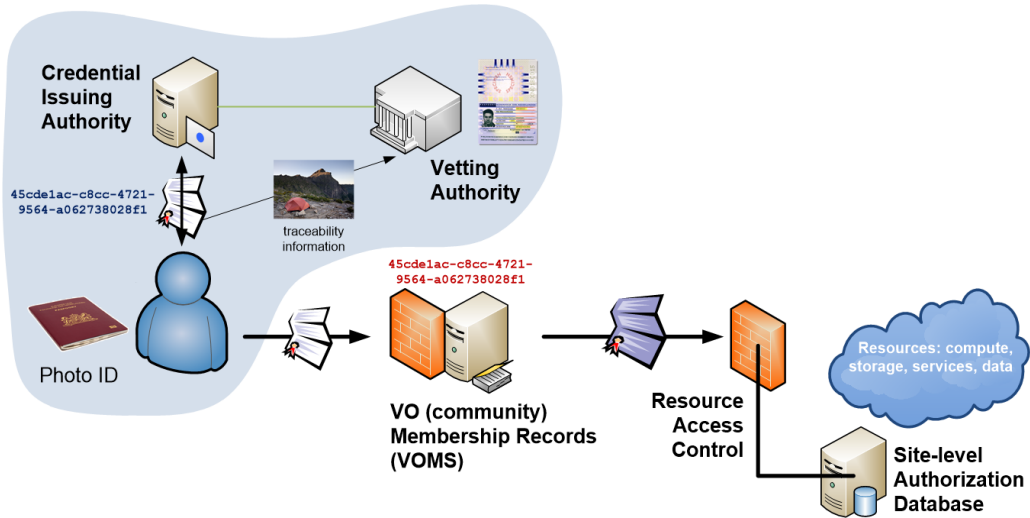 Credential
Issuing
Authority
Vetting
Authority
45cde1ac-c8cc-4721-
9564-a062738028f1
traceability
information
Photo ID
45cde1ac-c8cc-4721-
9564-a062738028f1
VO (community)
Membership Records
(VOMS)
Resource
Access
Control
Resources: compute,
storage, services, data
Site-level
Authorization
Database